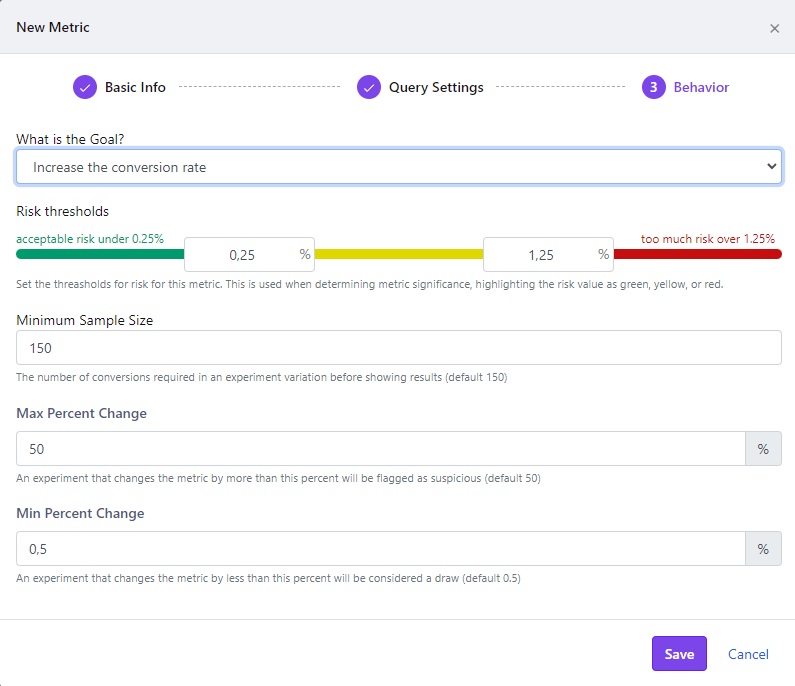 New Metric
×
Basic Info
Query Settings
3 Behavior
What is the Goal?
Increase the conversion rate
Risk thresholds
acceptable risk under 0.25%
too much risk over 1.25%
0,25 %
1,25 %
Set the threasholds for risk for this metric. This is used when determining metric significance, highlighting the risk value as green, yellow, or red.
Minimum Sample Size
150
The number of conversions required in an experiment variation before showing results (default 150)
Max Percent Change
50 %
An experiment that changes the metric by more than this percent will be flagged as suspicious (default 50)
Min Percent Change
0,5 %
An experiment that changes the metric by less than this percent will be considered a draw (default 0.5)
Save Cancel